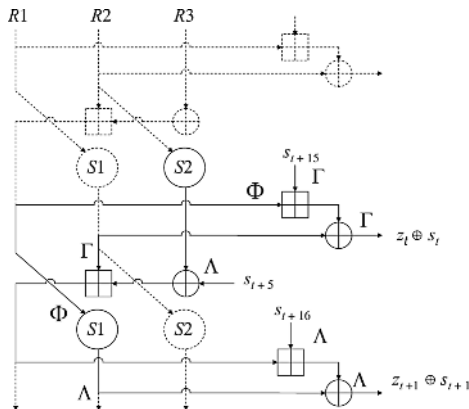 R1 R2 R3
S1 S2 s_{t+15}
Φ Γ
Γ z_t ⊕ s_t
Γ Λ s_{t+5}
Φ S1 S2 s_{t+16}
Λ
Λ Λ z_{t+1} ⊕ s_{t+1}